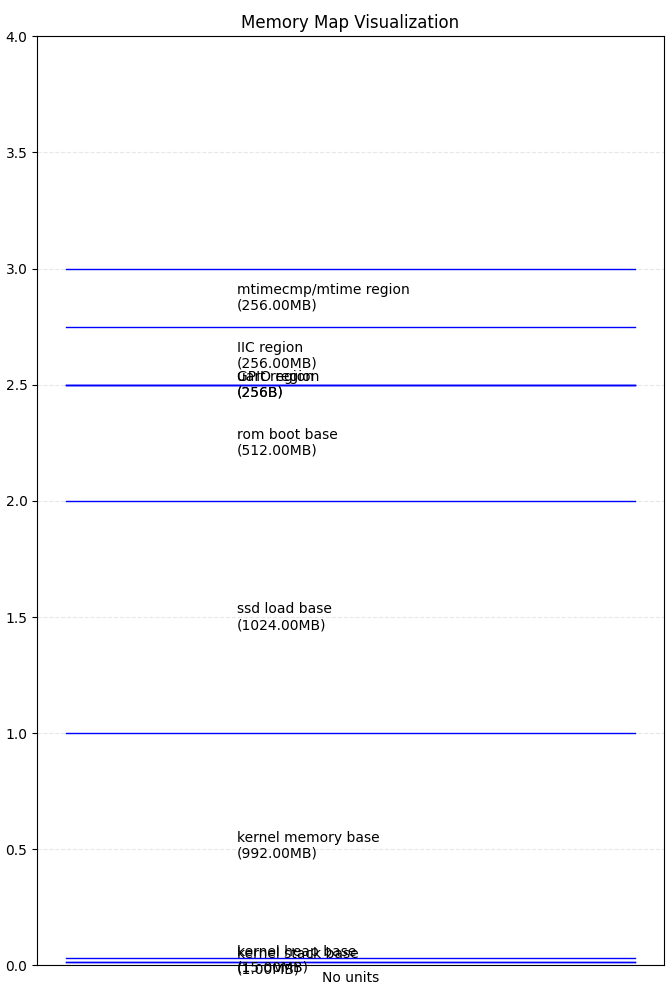 Memory Map Visualization
4.0
3.5
3.0
mtimecmp/mtime region
(256.00MB)
IIC region
(256.00MB)
2.5
GPIO region
uart region
(256B)
rom boot base
(512.00MB)
2.0
ssd load base
(1024.00MB)
1.5
1.0
kernel memory base
(992.00MB)
0.5
kernel heap base
kernel stack base
(15.00MB)
(1.00MB)
0.0
No units